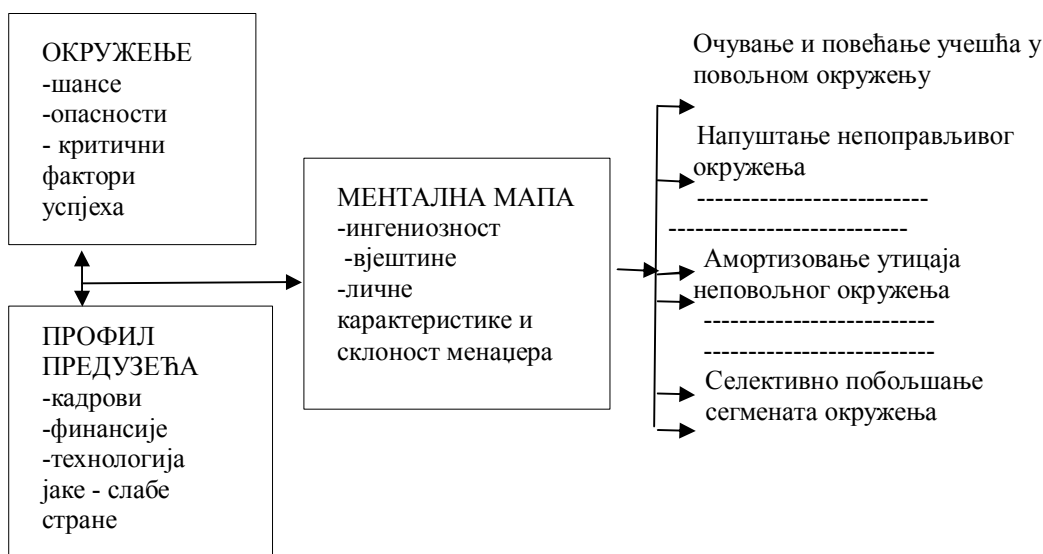 ОКРУЖЕЊЕ
-шансе
-опасности
- критични
фактори
успјеха
ПРОФИЛ
ПРЕДУЗЕЋА
-кадрови
-финансије
-технологија
јаке - слабе
стране
МЕНТАЛНА МАПА
-ингениозност
-вјештине
-личне
карактеристике и
склоност менаџера
Очување и повећање учешћа у
повољном окружењу
Напуштање непоправљивог
окружења
--------------------------
---------------------------
Амортизовање утицаја
неповољног окружења
--------------------------
--------------------------
Селективно побољшање
сегмената окружења